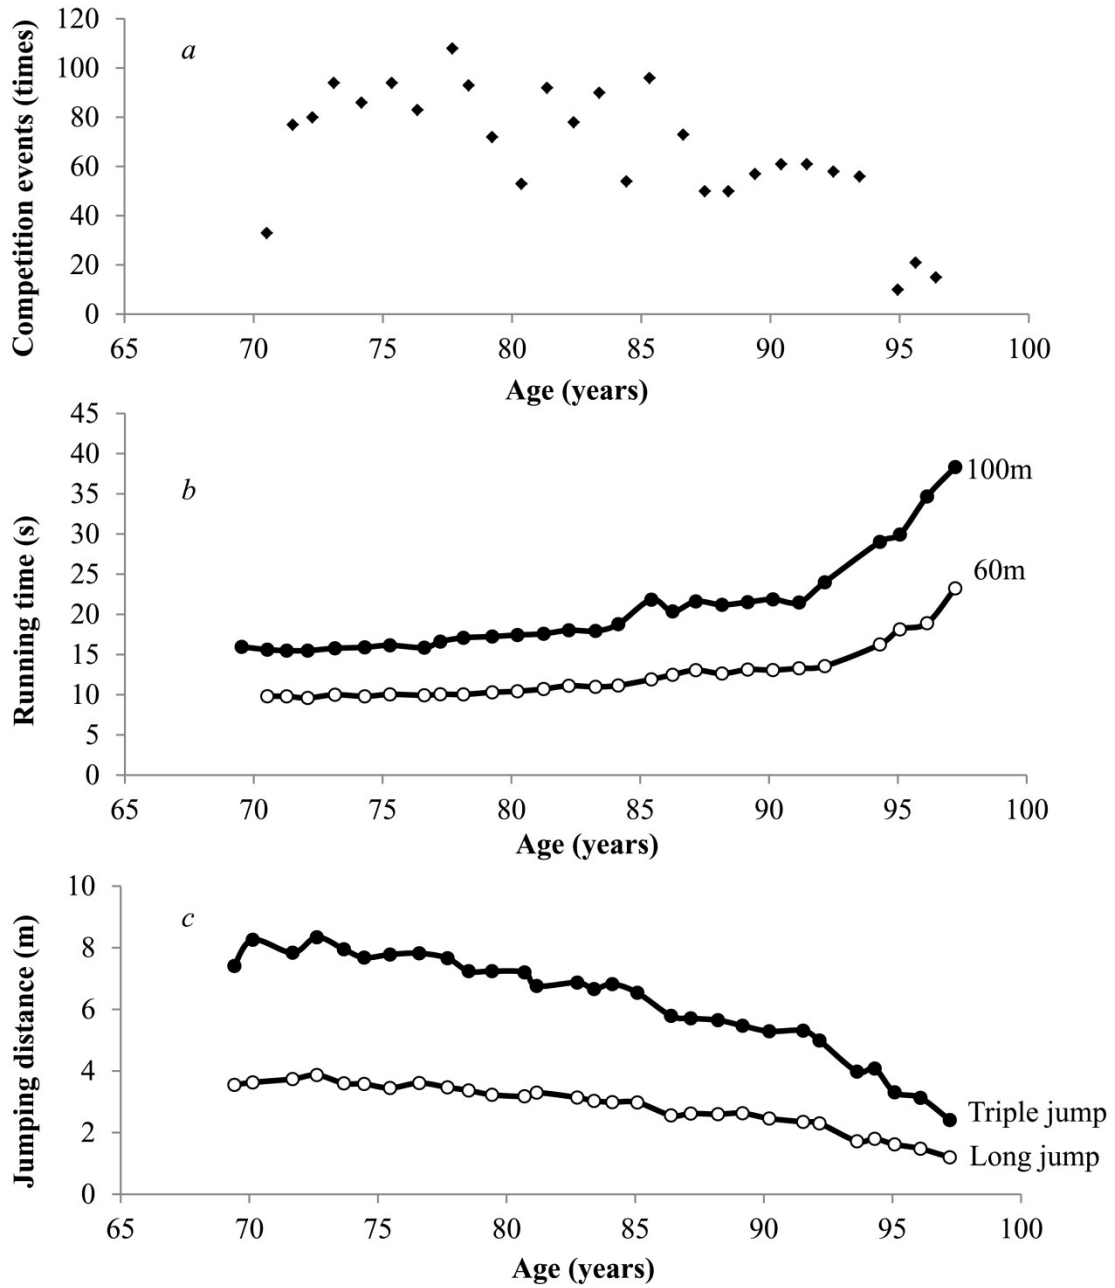 120
100
80
60
40
20
0
Competition events (times)
a
65 70 75 80 85 90 95 100
Age (years)
45
40
35
30
25
20
15
10
5
0
Running time (s)
b
100m
60m
65 70 75 80 85 90 95 100
Age (years)
10
8
6
4
2
0
Jumping distance (m)
c
Triple jump
Long jump
65 70 75 80 85 90 95 100
Age (years)